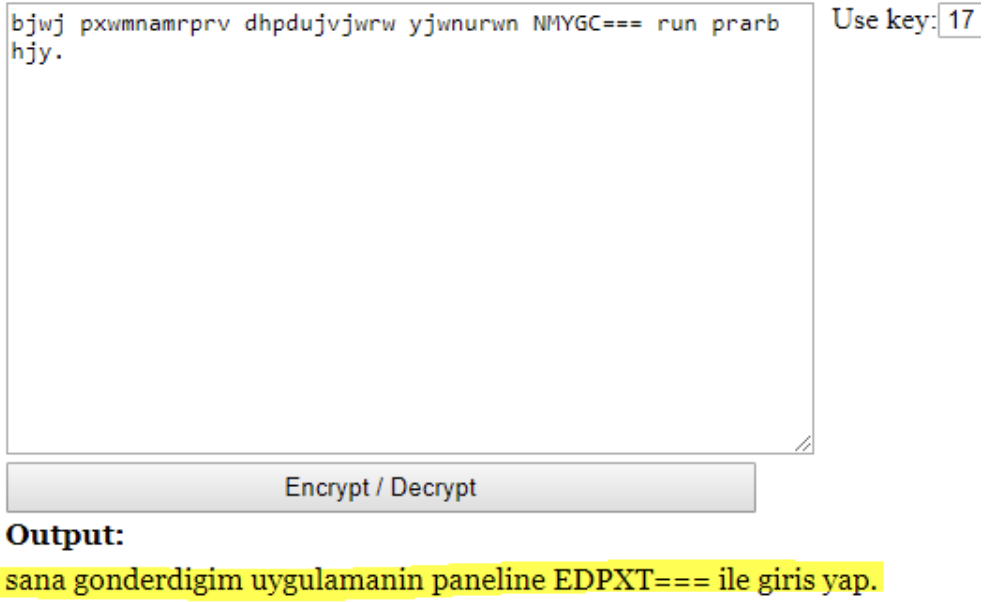 bjwj pxwmnamrprv dhpdujvjwrw yjwnurwn NMYGC=== run prarb
hjy.
Use key: 17
Encrypt / Decrypt
Output:
sana gonderdigim uygulamanin paneline EDPXT=== ile giris yap.